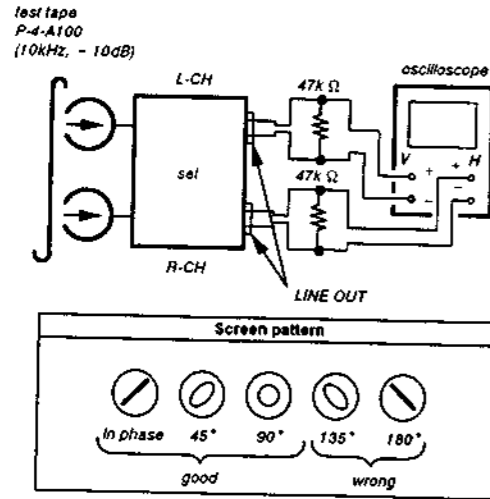 test tape
P-4-A100
(10kHz, - 10dB)
L-CH
47k Ω
oscilloscope
set
V
H
+
+
-
-
47k Ω
R-CH
LINE OUT
Screen pattern
In phase 45° 90° 135° 180°
good wrong